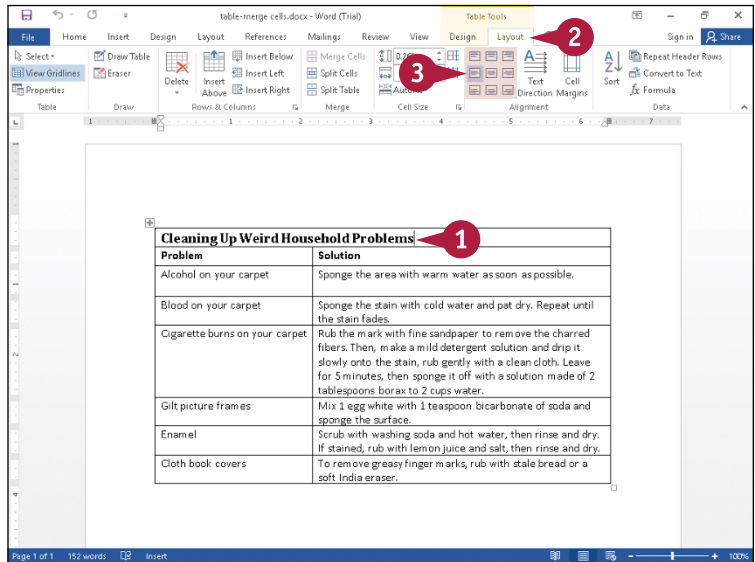 table-merge cells.docx - Word (Trial)
Table Tools
File Home Insert Design Layout References Mailings Review View Design Layout Sign in Share
2
Select
View Gridlines
Properties
Table
Draw Table
Eraser
Draw
Delete
Insert Above
Insert Below
Insert Left
Insert Right
Rows & Columns
Merge Cells
Split Cells
Split Table
Merge
Cell Size
3
Text Direction
Cell Margins
Alignment
Sort
Repeat Header Rows
Convert to Text
fx Formula
Data
1 1 2 3 4 5 6 7
Cleaning Up Weird Household Problems
1
Problem Solution
Alcohol on your carpet Sponge the area with warm water as soon as possible.
Blood on your carpet Sponge the stain with cold water and pat dry. Repeat until
the stain fades.
Cigarette burns on your carpet Rub the mark with fine sandpaper to remove the charred
fibers. Then, make a mild detergent solution and drip it
slowly onto the stain, rub gently with a clean cloth. Leave
for 5 minutes, then sponge it off with a solution made of 2
tablespoons borax to 2 cups water.
Gilt picture frames Mix 1 egg white with 1 teaspoon bicarbonate of soda and
sponge the surface.
Enamel Scrub with washing soda and hot water, then rinse and dry.
If stained, rub with lemon juice and salt, then rinse and dry.
Cloth book covers To remove greasy finger marks, rub with stale bread or a
soft India eraser.
Page 1 of 1 152 words Insert 100%